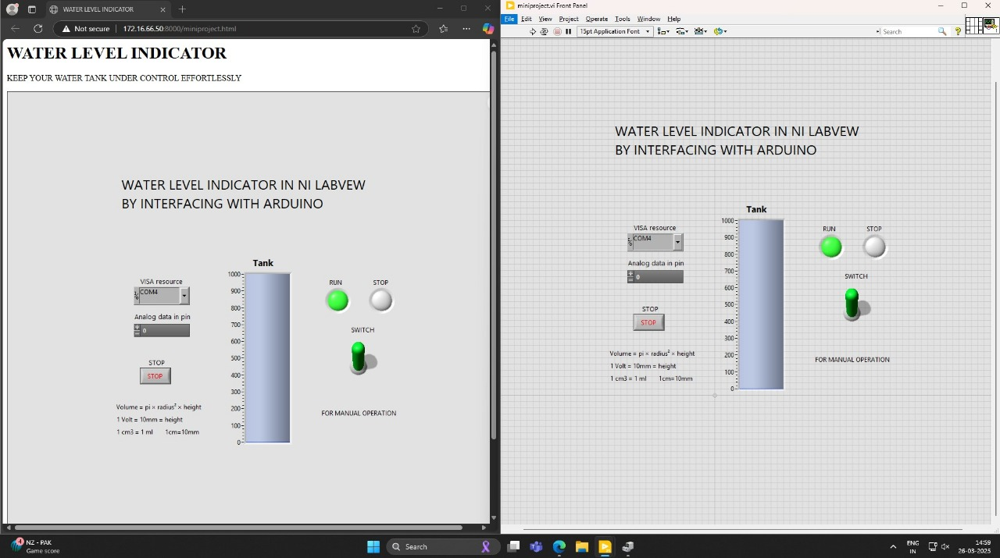 WATER LEVEL INDICATOR
Not secure
172.16.66.50:8000/miniproject.html
WATER LEVEL INDICATOR
KEEP YOUR WATER TANK UNDER CONTROL EFFORTLESSLY
WATER LEVEL INDICATOR IN NI LABVEW
BY INTERFACING WITH ARDUINO
VISA resource
COM4
Analog data in pin
0
STOP
STOP
Volume = pi × radius² × height
1 Volt = 10mm = height
1 cm3 = 1 ml 1cm=10mm
Tank
1000
900
800
700
600
500
400
300
200
100
0
RUN STOP
SWITCH
FOR MANUAL OPERATION
miniproject.vi Front Panel
File Edit View Project Operate Tools Window Help
15pt Application Font
Search
WATER LEVEL INDICATOR IN NI LABVEW
BY INTERFACING WITH ARDUINO
VISA resource
COM4
Analog data in pin
0
STOP
STOP
Volume = pi × radius² × height
1 Volt = 10mm = height
1 cm3 = 1 ml 1cm=10mm
Tank
1000
900
800
700
600
500
400
300
200
100
0
RUN STOP
SWITCH
FOR MANUAL OPERATION
4
NZ - PAK
Game score
Search
ENG
IN
14:59
26-03-2025